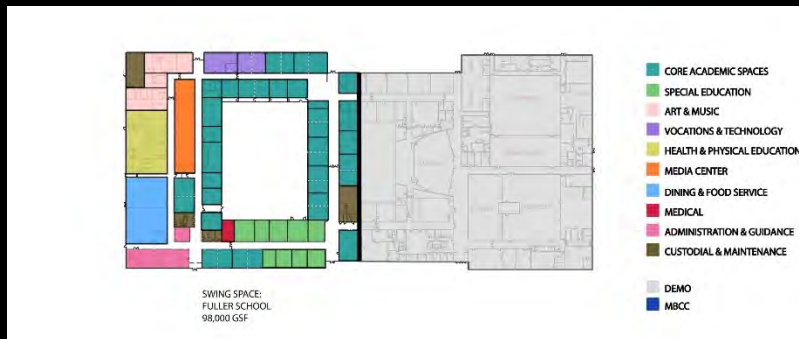 CORE ACADEMIC SPACES
SPECIAL EDUCATION
ART & MUSIC
VOCATIONS & TECHNOLOGY
HEALTH & PHYSICAL EDUCATION
MEDIA CENTER
DINING & FOOD SERVICE
MEDICAL
ADMINISTRATION & GUIDANCE
CUSTODIAL & MAINTENANCE
DEMO
MBCC
SWING SPACE:
FULLER SCHOOL
98,000 GSF